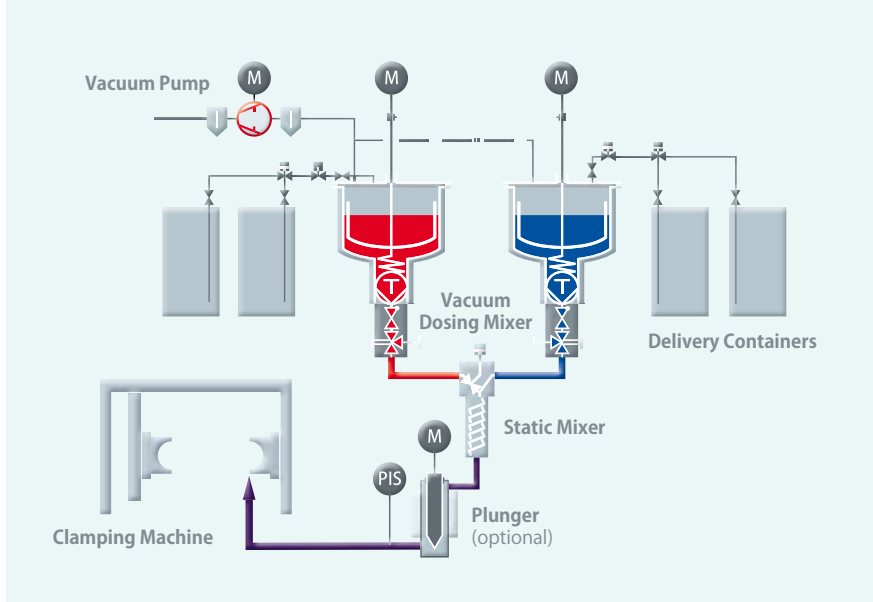 Vacuum Pump
M
M
M
T
T
Vacuum
Dosing Mixer
Delivery Containers
Static Mixer
M
PIS
Plunger
(optional)
Clamping Machine